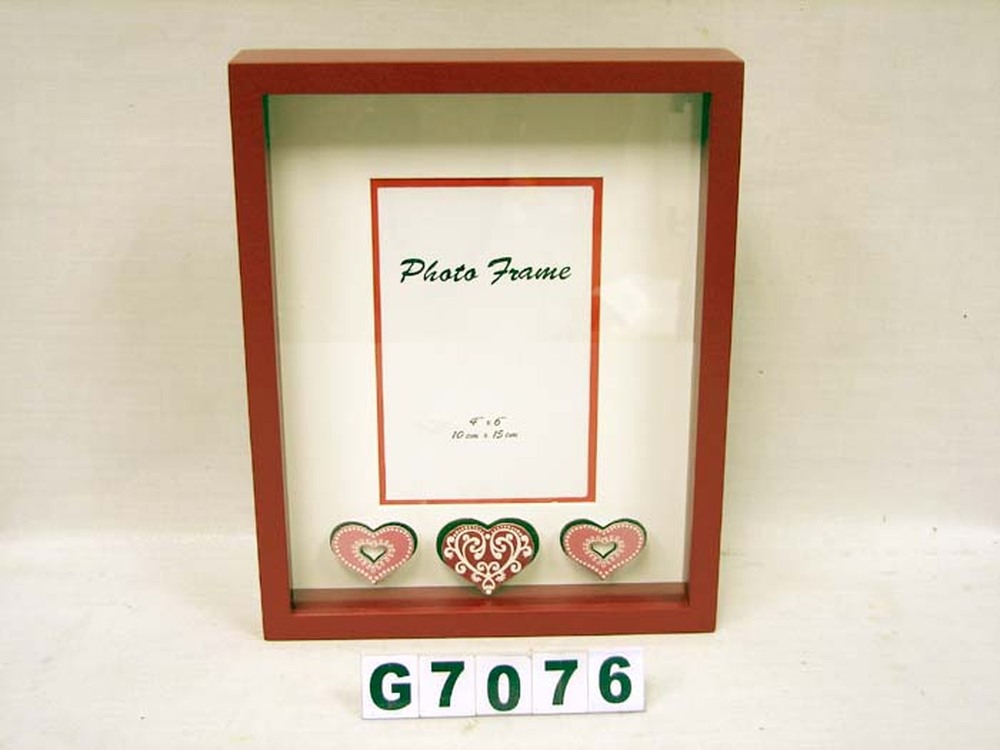 Photo Frame
4" x 6"
10 cm x 15 cm
G7076